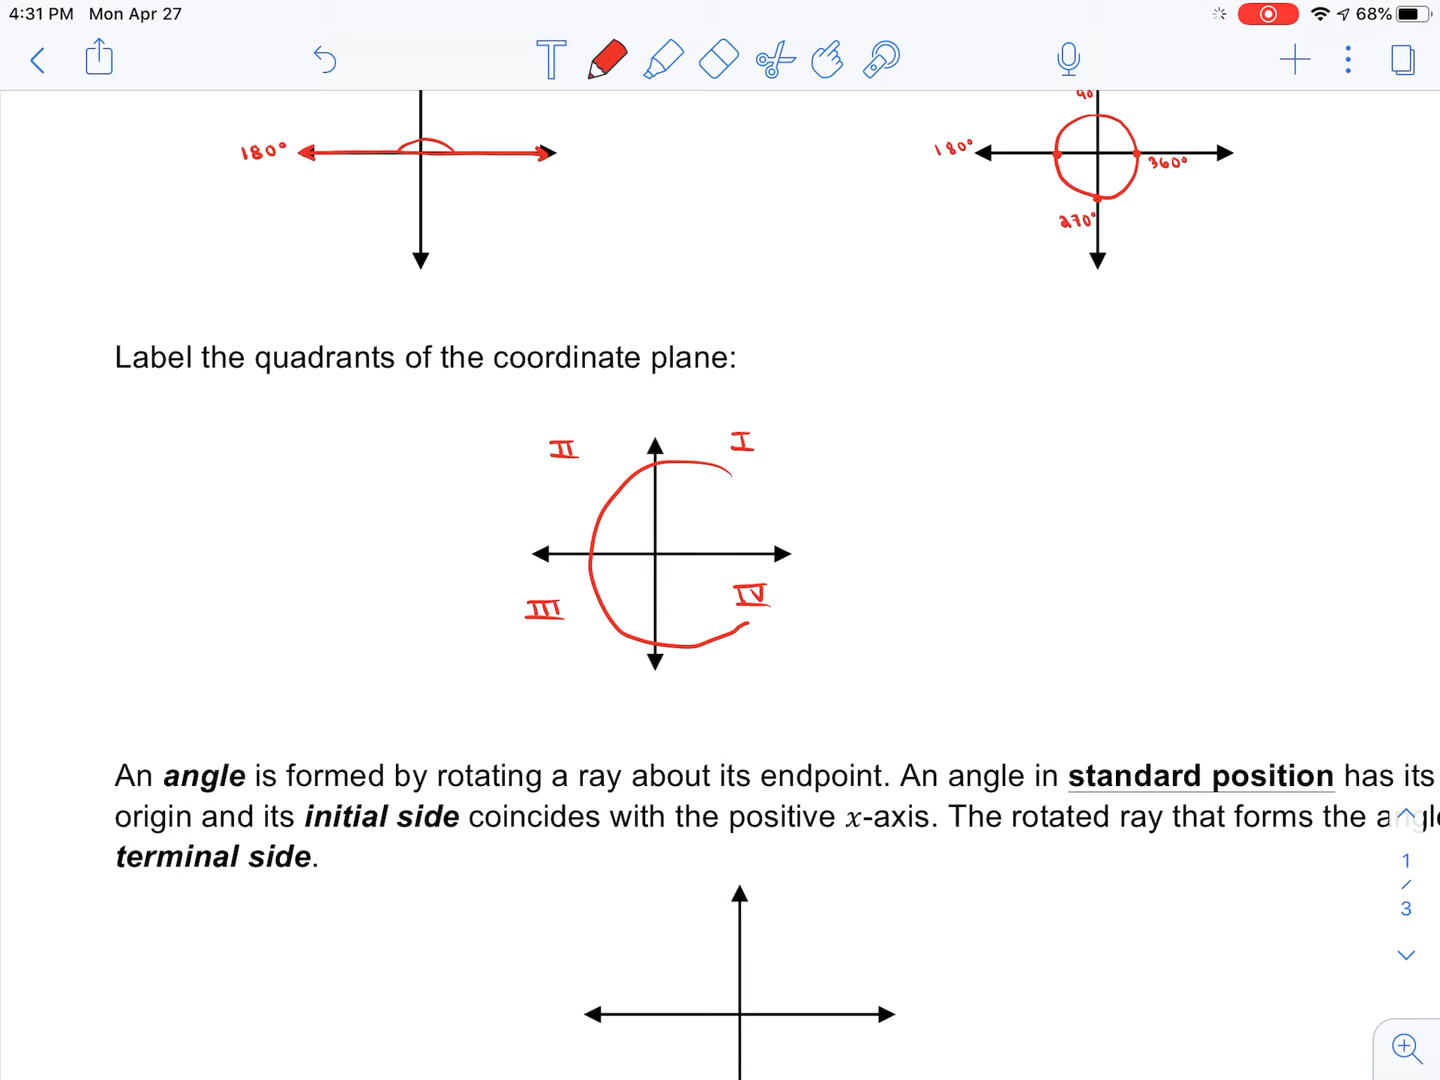 4:31 PM Mon Apr 27
68%
T
90
180°
180°
360°
270°
Label the quadrants of the coordinate plane:
II
I
III
IV
An angle is formed by rotating a ray about its endpoint. An angle in standard position has its
origin and its initial side coincides with the positive x-axis. The rotated ray that forms the
terminal side.
1
/
3